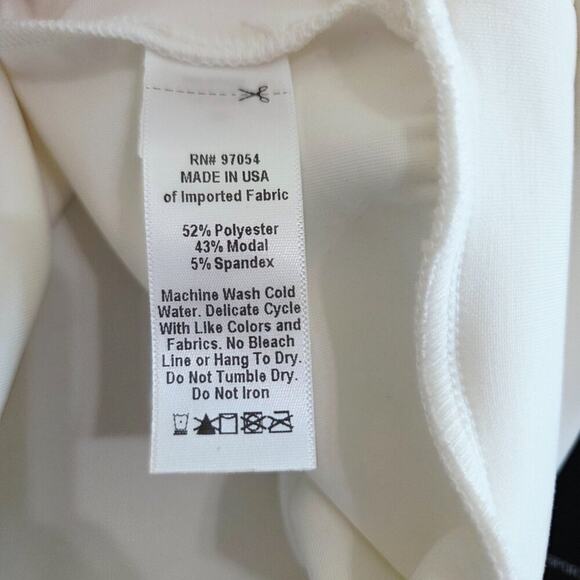 RN# 97054
MADE IN USA
of Imported Fabric
52% Polyester
43% Modal
5% Spandex
Machine Wash Cold
Water. Delicate Cycle
With Like Colors and
Fabrics. No Bleach
Line or Hang To Dry.
Do Not Tumble Dry.
Do Not Iron